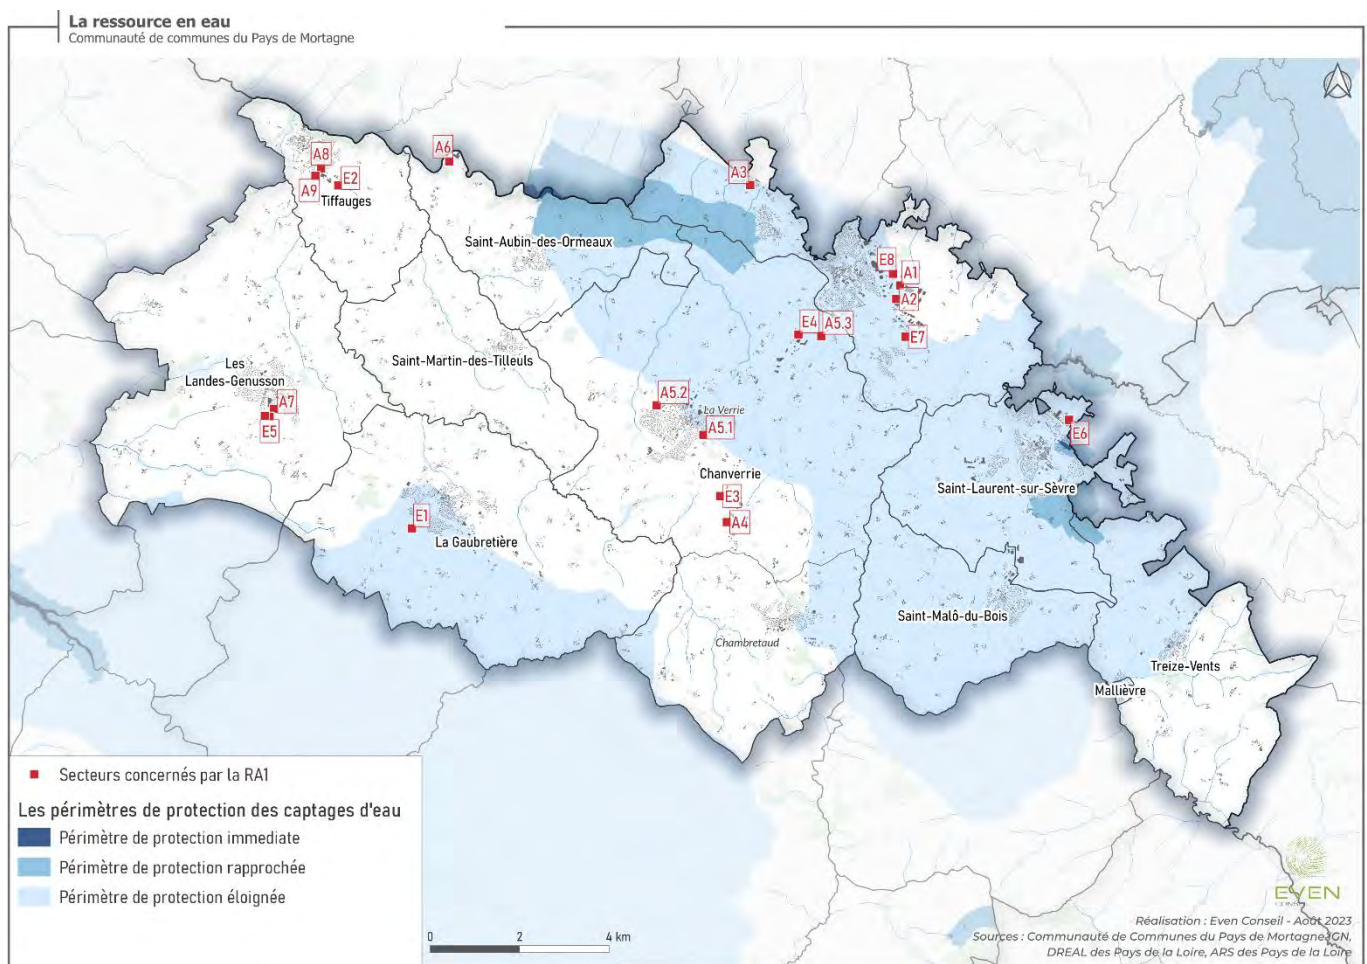 La ressource en eau
Communauté de communes du Pays de Mortagne
A8
A6
A9
E2
Tiffauges
A3
Saint-Aubin-des-Ormeaux
E8
A1
A2
E4
A5.3
E7
Saint-Martin-des-Tilleuls
Les
Landes-Genusson
A7
E5
A5.2
La Verrie
A5.1
E6
Chanverrie
Saint-Laurent-sur-Sèvre
E3
A4
E1
La Gaubretière
Saint-Malô-du-Bois
Chambretaud
Treize-Vents
Mallièvre
Secteurs concernés par la RA1
Les périmètres de protection des captages d'eau
Périmètre de protection immediate
Périmètre de protection rapprochée
Périmètre de protection éloignée
0 2 4 km
EVEN
CONSEIL
Réalisation : Even Conseil - Août 2023
Sources : Communauté de Communes du Pays de Mortagne, IGN,
DREAL des Pays de la Loire, ARS des Pays de la Loire